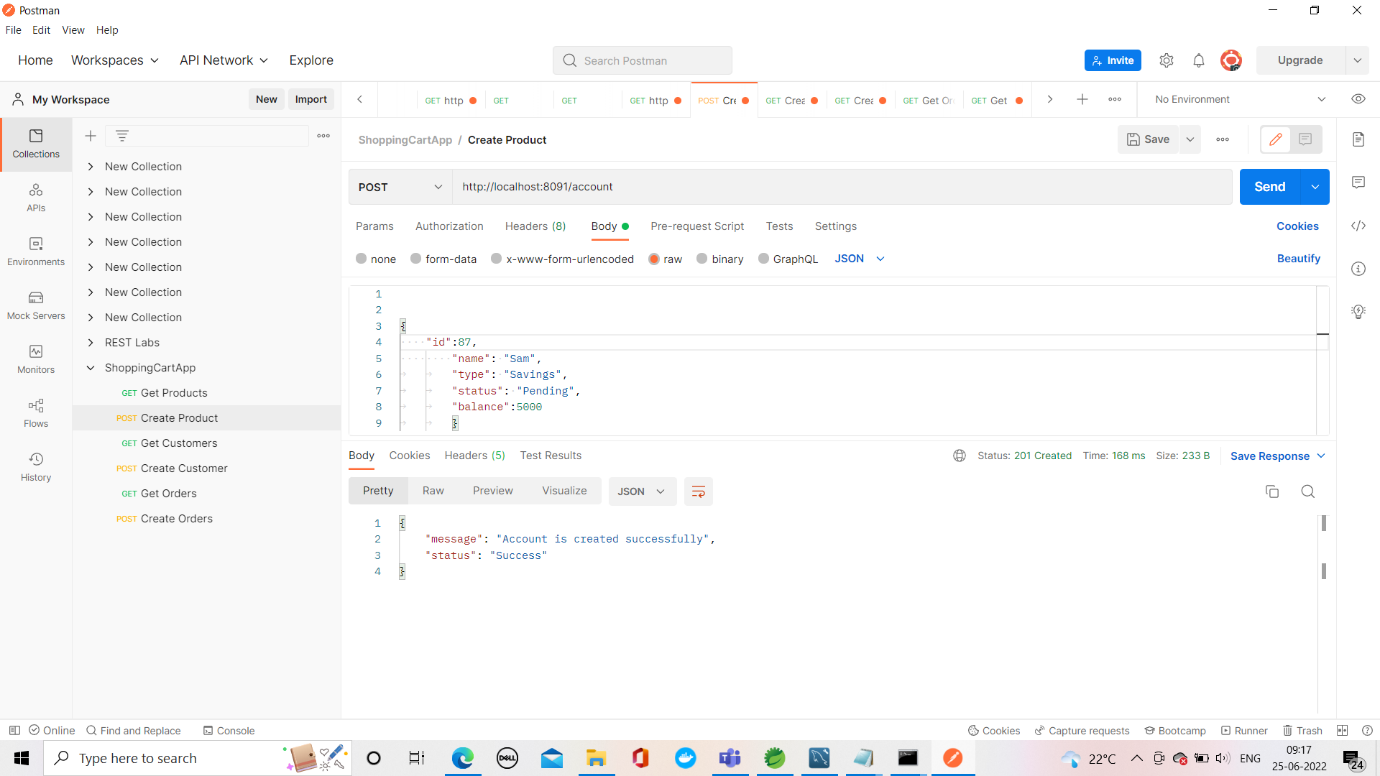 Postman
File Edit View Help
Home Workspaces API Network Explore
Search Postman
Invite
Upgrade
My Workspace
New Import
GET http GET GET GET http POST Cre GET Crea GET Crea GET Get Or GET Get
No Environment
Collections
APIs
Environments
Mock Servers
Monitors
Flows
History
New Collection
New Collection
New Collection
New Collection
New Collection
New Collection
New Collection
REST Labs
ShoppingCartApp
GET Get Products
POST Create Product
GET Get Customers
POST Create Customer
GET Get Orders
POST Create Orders
ShoppingCartApp / Create Product
Save
POST http://localhost:8091/account
Send
Params Authorization Headers (8) Body Pre-request Script Tests Settings Cookies
none form-data x-www-form-urlencoded raw binary GraphQL JSON Beautify
1
2
3 {
4 "id":87,
5 "name": "Sam",
6 "type": "Savings",
7 "status": "Pending",
8 "balance":5000
9 }
Body Cookies Headers (5) Test Results Status: 201 Created Time: 168 ms Size: 233 B Save Response
Pretty Raw Preview Visualize JSON
1 {
2 "message": "Account is created successfully",
3 "status": "Success"
4 }
Online Find and Replace Console Cookies Capture requests Bootcamp Runner Trash
Type here to search
DELL
22°C ENG
09:17
25-06-2022
24